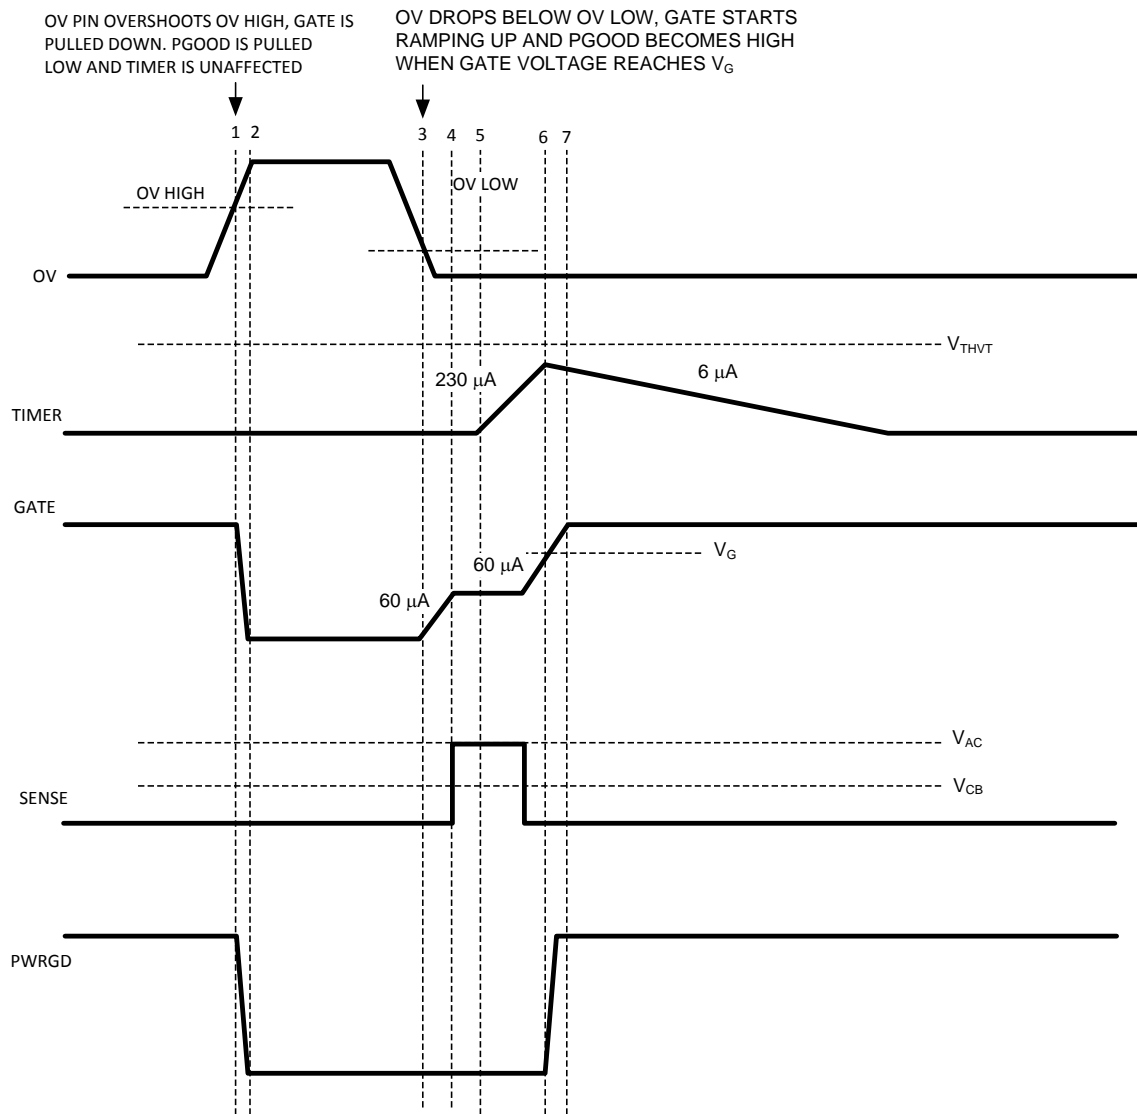 OV PIN OVERSHOOTS OV HIGH, GATE IS
PULLED DOWN. PGOOD IS PULLED
LOW AND TIMER IS UNAFFECTED
OV DROPS BELOW OV LOW, GATE STARTS
RAMPING UP AND PGOOD BECOMES HIGH
WHEN GATE VOLTAGE REACHES VG
1 2 3 4 5 6 7
OV HIGH
OV LOW
OV
VTHVT
230 µA
6 µA
TIMER
GATE
VG
60 µA
60 µA
VAC
VCB
SENSE
PWRGD